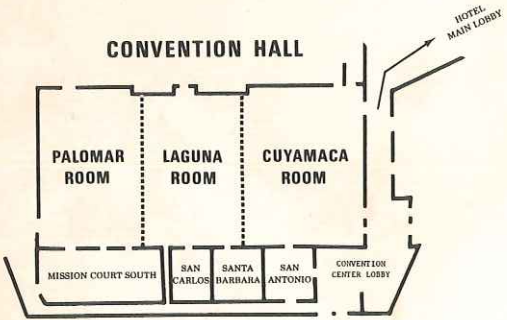 HOTEL
MAIN LOBBY
CONVENTION HALL
PALOMAR
ROOM
LAGUNA
ROOM
CUYAMACA
ROOM
MISSION COURT SOUTH
SAN
CARLOS
SANTA
BARBARA
SAN
ANTONIO
CONVENTION
CENTER LOBBY